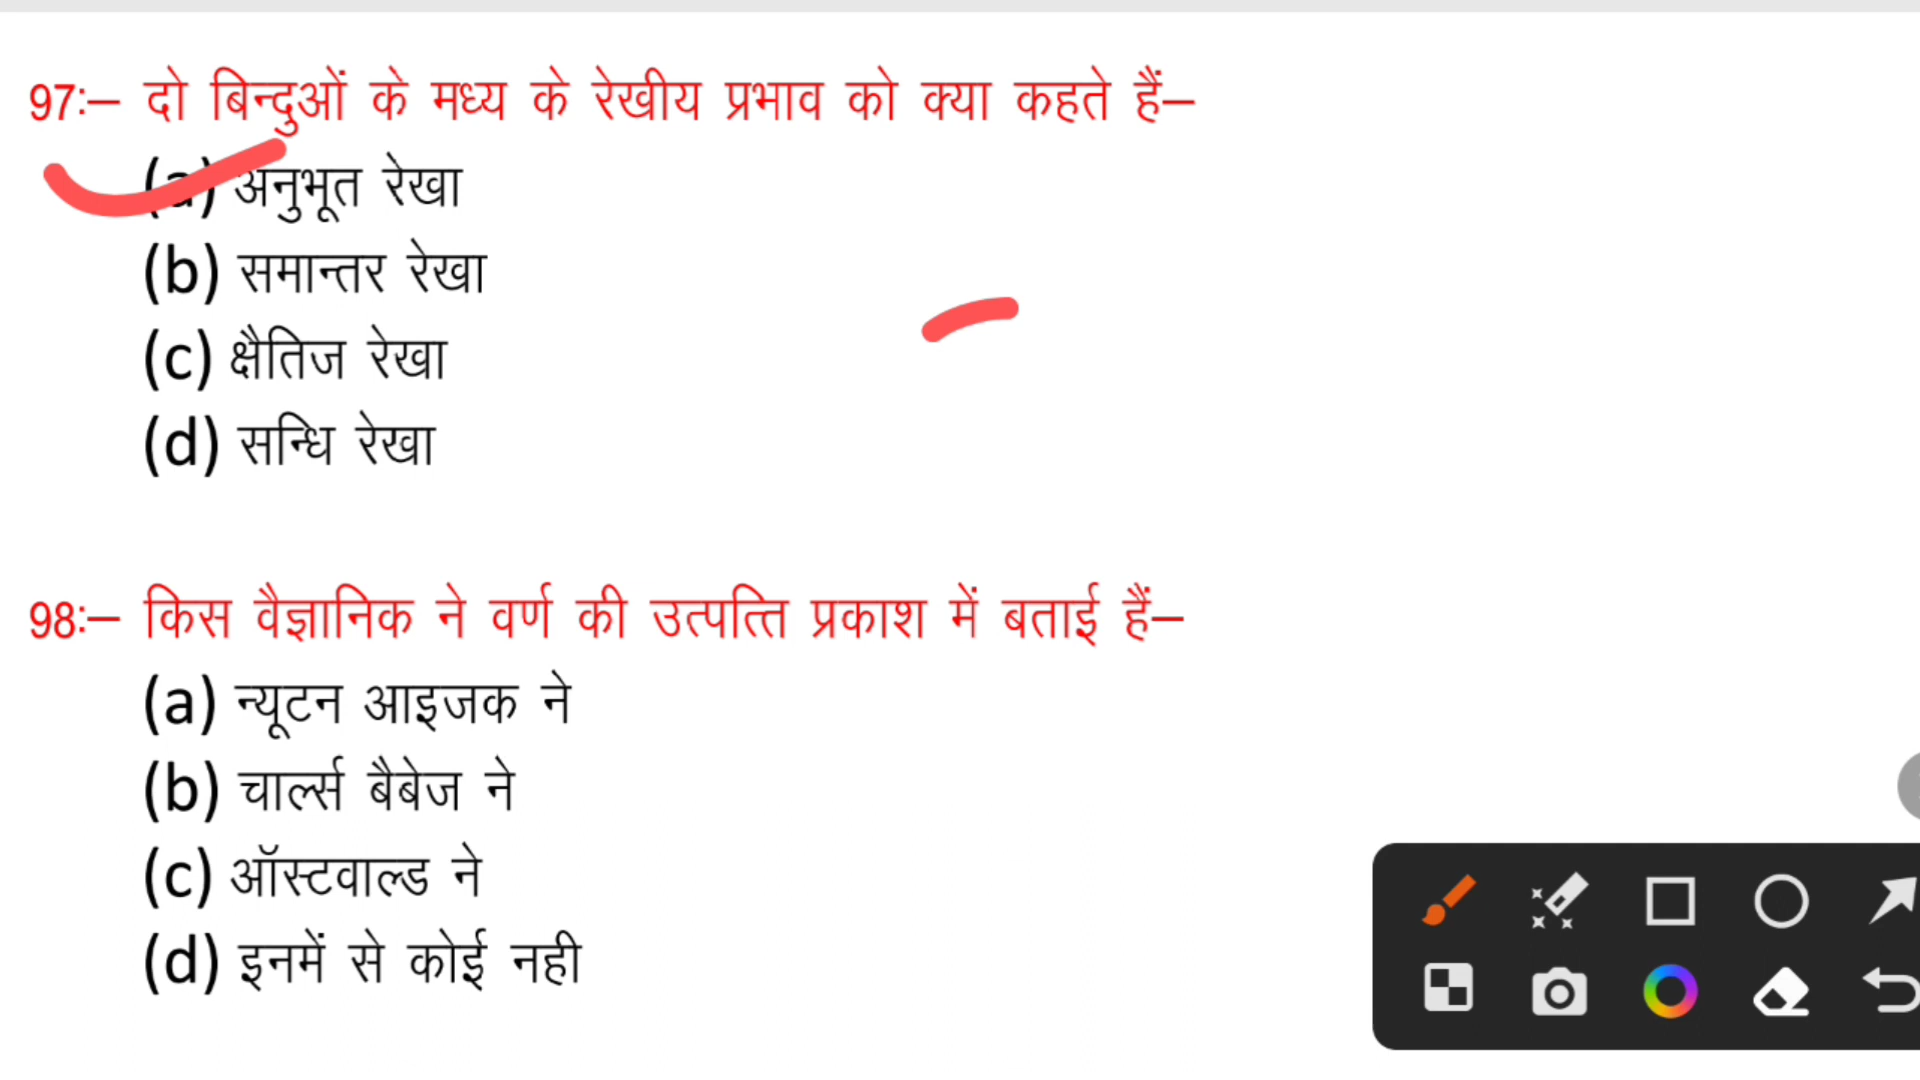 97:– दो बिन्दुओं के मध्य के रेखीय प्रभाव को क्या कहते हैं–
(a) अनुभूत रेखा
(b) समान्तर रेखा
(c) क्षैतिज रेखा
(d) सन्धि रेखा
98:– किस वैज्ञानिक ने वर्ण की उत्पत्ति प्रकाश में बताई हैं–
(a) न्यूटन आइजक ने
(b) चार्ल्स बैबेज ने
(c) ऑस्टवाल्ड ने
(d) इनमें से कोई नही